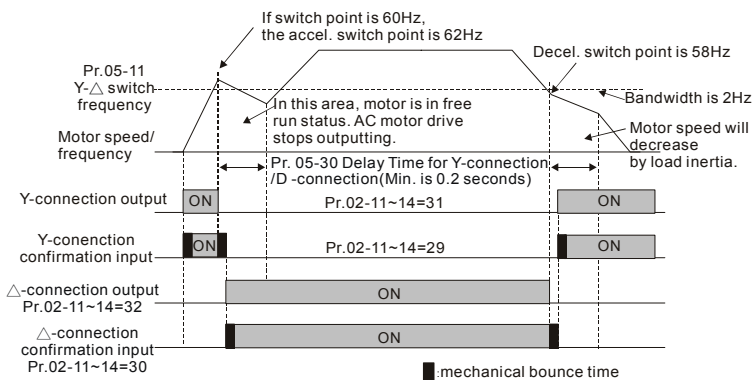 If switch point is 60Hz,
the accel. switch point is 62Hz
Decel. switch point is 58Hz
Pr.05-11
Y-△ switch
frequency
Bandwidth is 2Hz
In this area, motor is in free
run status. AC motor drive
stops outputting.
Motor speed will
decrease
by load inertia.
Motor speed/
frequency
Pr. 05-30 Delay Time for Y-connection
/D -connection(Min. is 0.2 seconds)
Y-connection output
ON
Pr.02-11~14=31
ON
Y-conenction
confirmation input
ON
Pr.02-11~14=29
ON
△-connection output
Pr.02-11~14=32
ON
△-connection
confirmation input
Pr.02-11~14=30
ON
:mechanical bounce time